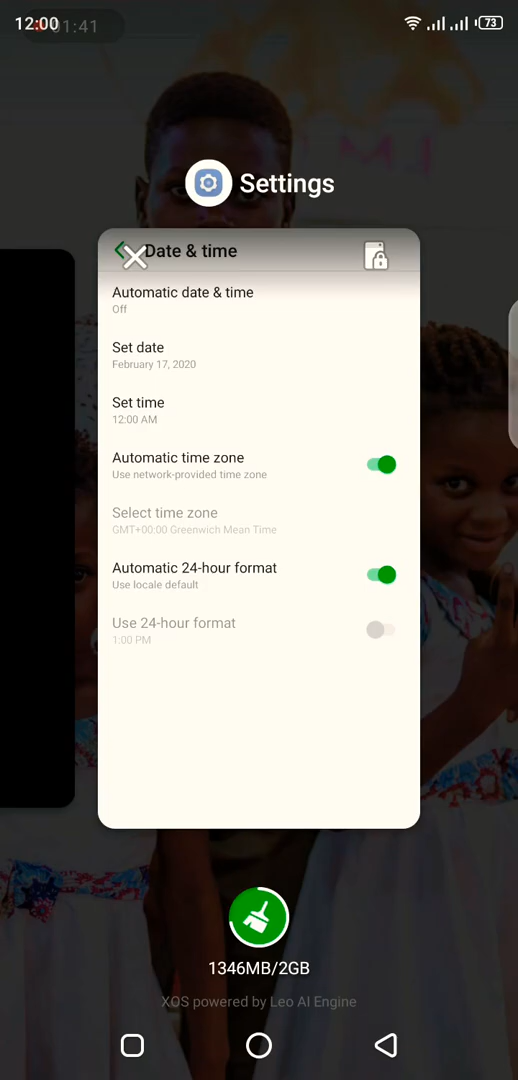 12:00
01:41
73
Settings
Date & time
Automatic date & time
Off
Set date
February 17, 2020
Set time
12:00 AM
Automatic time zone
Use network-provided time zone
Select time zone
GMT+00:00 Greenwich Mean Time
Automatic 24-hour format
Use locale default
Use 24-hour format
1:00 PM
1346MB/2GB
XOS powered by Leo AI Engine